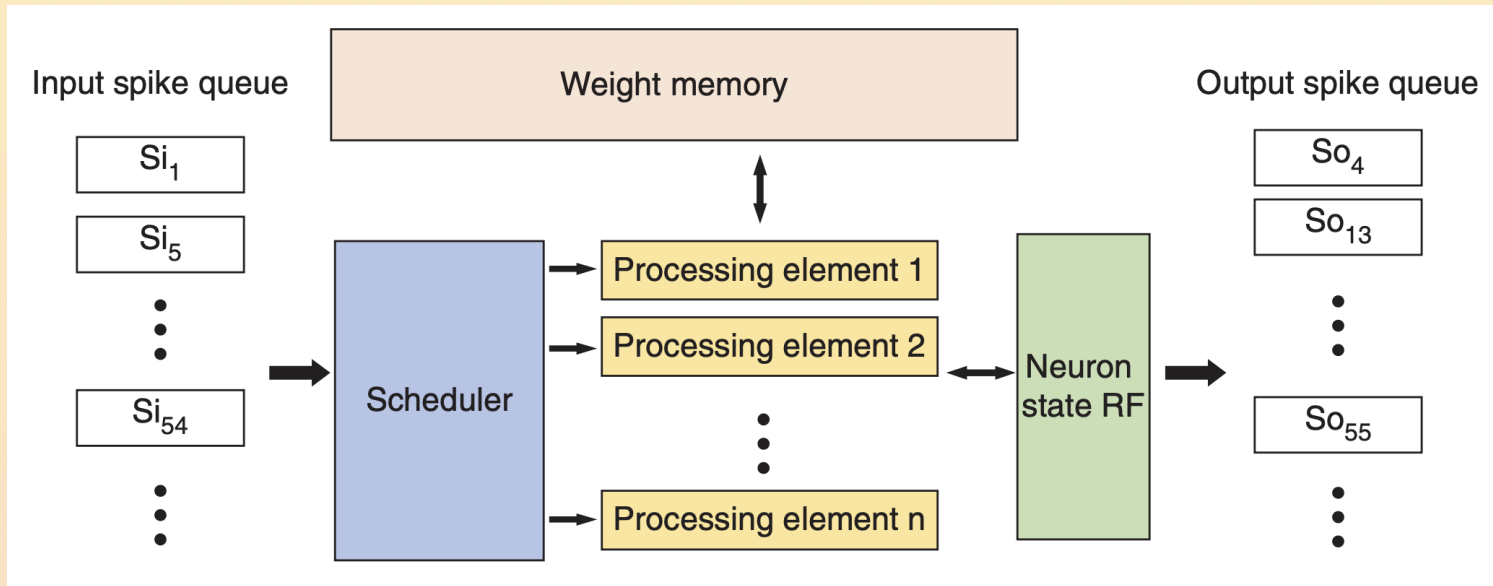 Weight memory
Input spike queue
Si₁
Si₅
Si₅₄
Scheduler
Processing element 1
Processing element 2
Processing element n
Neuron
state RF
Output spike queue
So₄
So₁₃
So₅₅